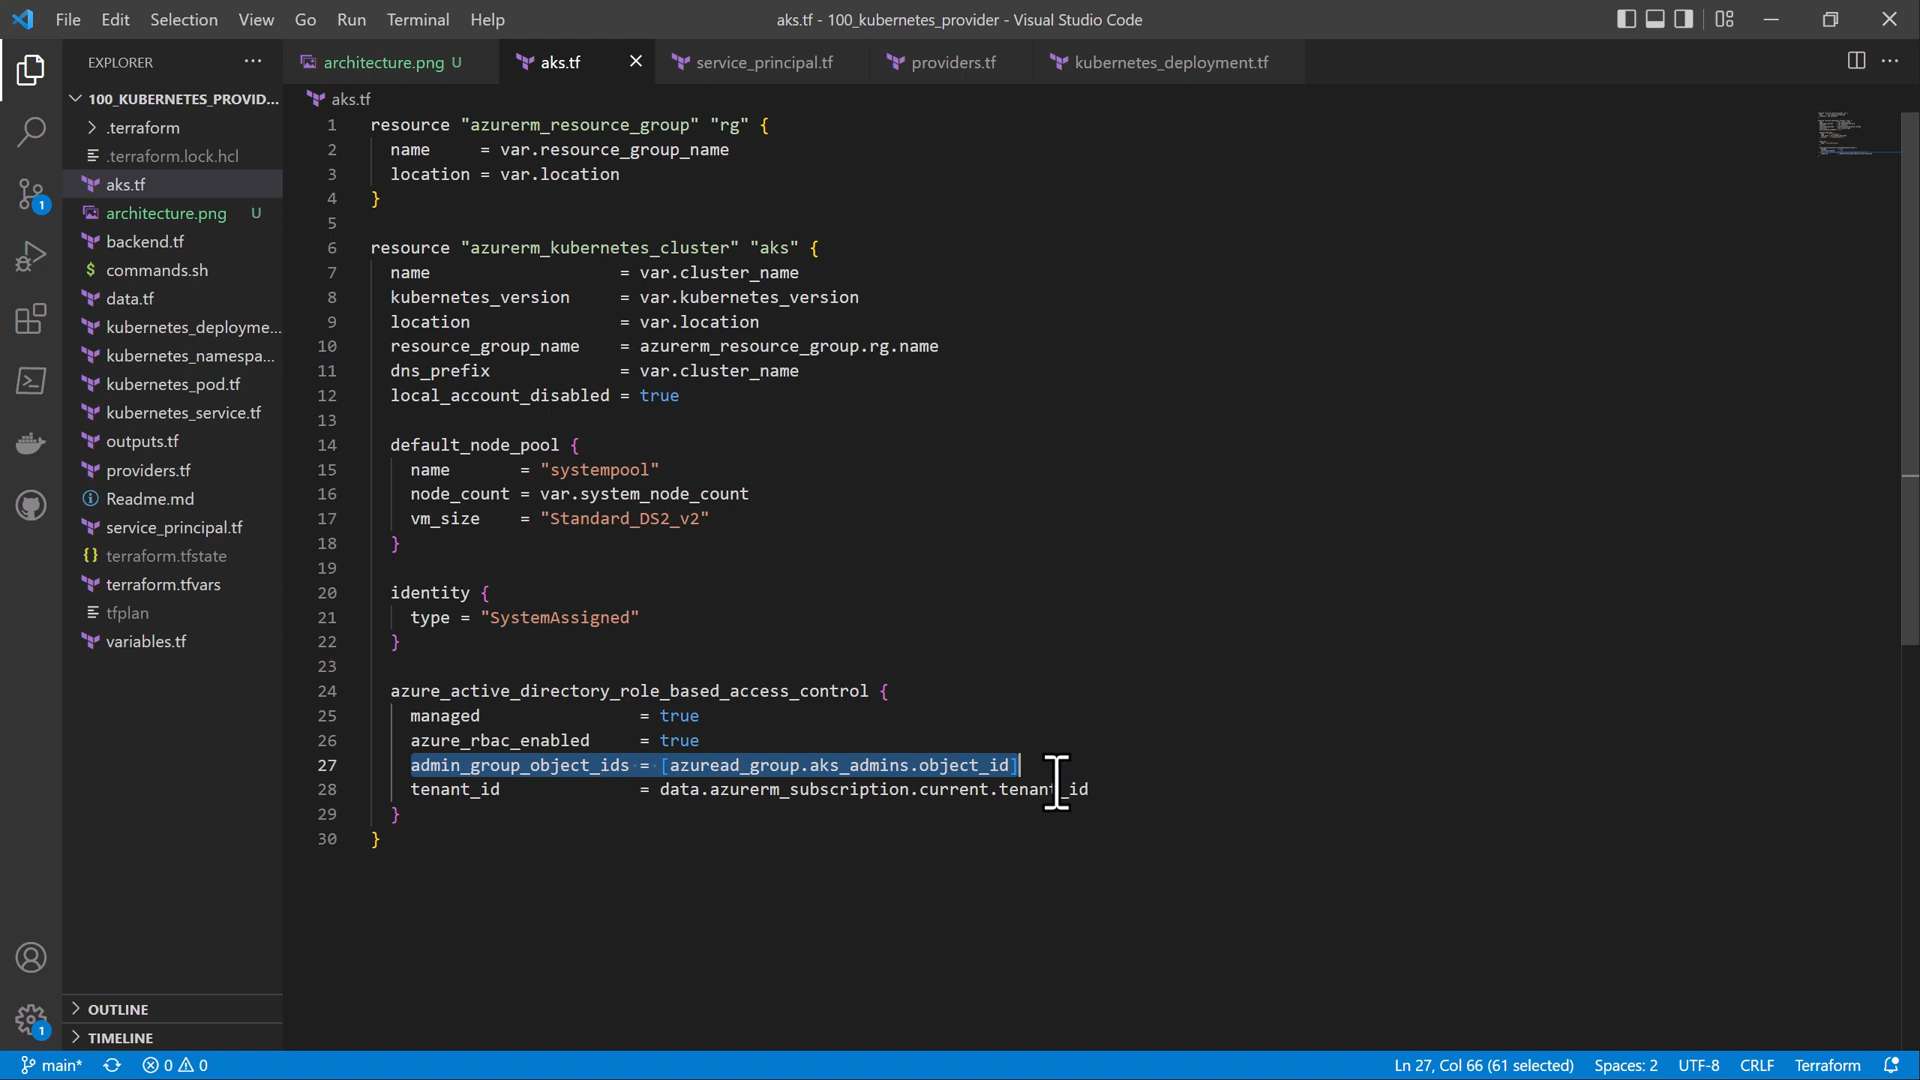 File Edit Selection View Go Run Terminal Help
aks.tf - 100_kubernetes_provider - Visual Studio Code
EXPLORER
architecture.png U
aks.tf
service_principal.tf
providers.tf
kubernetes_deployment.tf
100_KUBERNETES_PROVID...
.terraform
.terraform.lock.hcl
aks.tf
architecture.png U
backend.tf
commands.sh
data.tf
kubernetes_deployme...
kubernetes_namespa...
kubernetes_pod.tf
kubernetes_service.tf
outputs.tf
providers.tf
Readme.md
service_principal.tf
terraform.tfstate
terraform.tfvars
tfplan
variables.tf
OUTLINE
TIMELINE
1
1
aks.tf
1 resource "azurerm_resource_group" "rg" {
2 name     = var.resource_group_name
3 location = var.location
4 }
5
6 resource "azurerm_kubernetes_cluster" "aks" {
7 name                   = var.cluster_name
8 kubernetes_version     = var.kubernetes_version
9 location               = var.location
10 resource_group_name    = azurerm_resource_group.rg.name
11 dns_prefix             = var.cluster_name
12 local_account_disabled = true
13
14 default_node_pool {
15 name       = "systempool"
16 node_count = var.system_node_count
17 vm_size    = "Standard_DS2_v2"
18 }
19
20 identity {
21 type = "SystemAssigned"
22 }
23
24 azure_active_directory_role_based_access_control {
25 managed                = true
26 azure_rbac_enabled     = true
27 admin_group_object_ids = [azuread_group.aks_admins.object_id]
28 tenant_id              = data.azurerm_subscription.current.tenant_id
29 }
30 }
main* 0 0
Ln 27, Col 66 (61 selected) Spaces: 2 UTF-8 CRLF Terraform